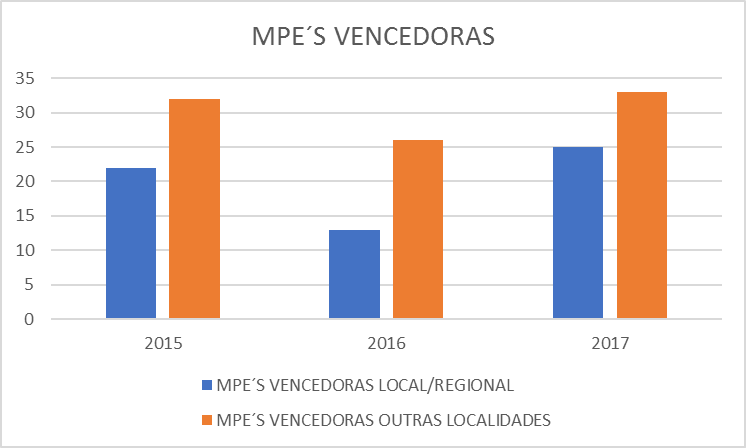 MPE´S VENCEDORAS
35
30
25
20
15
10
5
0
2015 2016 2017
MPE´S VENCEDORAS LOCAL/REGIONAL
MPE´S VENCEDORAS OUTRAS LOCALIDADES